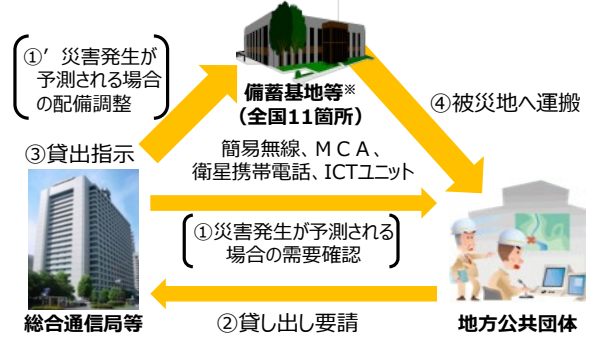 ①’災害発生が
予測される場合
の配備調整
備蓄基地等※
（全国11箇所）
④被災地へ運搬
③貸出指示
簡易無線、ＭＣＡ、
衛星携帯電話、ICTユニット
①災害発生が予測される
場合の需要確認
総合通信局等
②貸し出し要請
地方公共団体